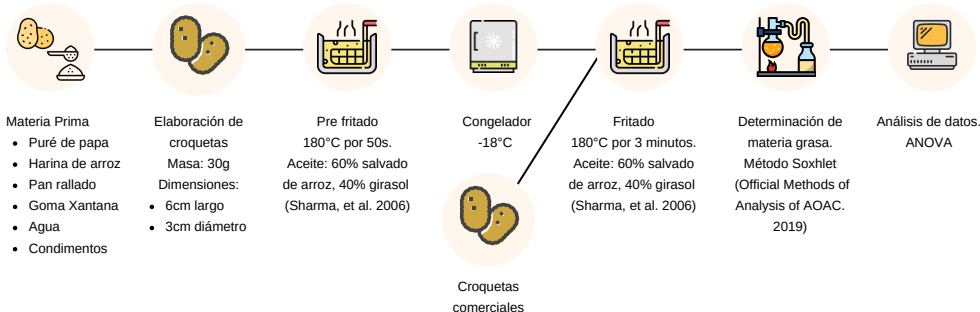 Materia Prima
• Puré de papa
• Harina de arroz
• Pan rallado
• Goma Xantana
• Agua
• Condimentos
Elaboración de
croquetas
Masa: 30g
Dimensiones:
• 6cm largo
• 3cm diámetro
Pre fritado
180°C por 50s.
Aceite: 60% salvado
de arroz, 40% girasol
(Sharma, et al. 2006)
Congelador
-18°C
Croquetas
comerciales
Fritado
180°C por 3 minutos.
Aceite: 60% salvado
de arroz, 40% girasol
(Sharma, et al. 2006)
Determinación de
materia grasa.
Método Soxhlet
(Official Methods of
Analysis of AOAC.
2019)
Análisis de datos.
ANOVA